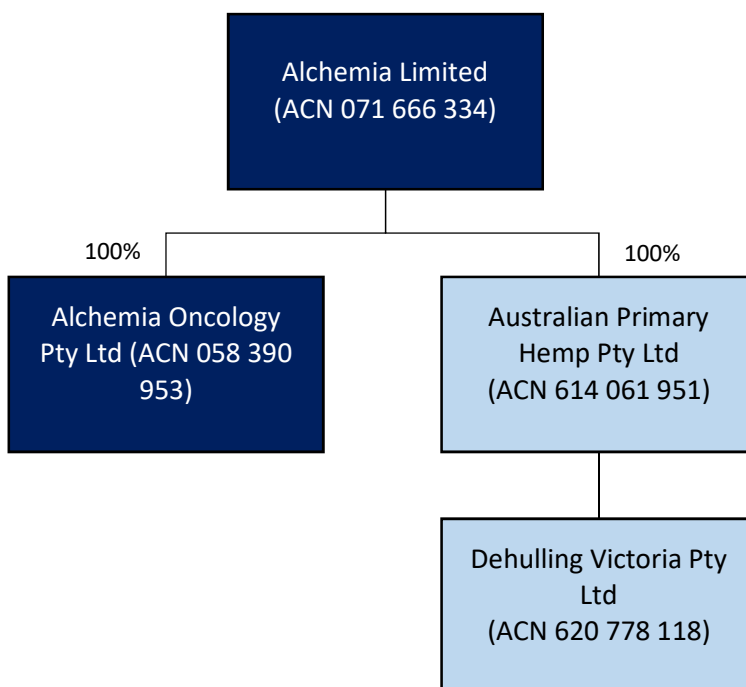 Alchemia Limited
(ACN 071 666 334)
100%
100%
Alchemia Oncology
Pty Ltd (ACN 058 390
953)
Australian Primary
Hemp Pty Ltd
(ACN 614 061 951)
Dehulling Victoria Pty
Ltd
(ACN 620 778 118)